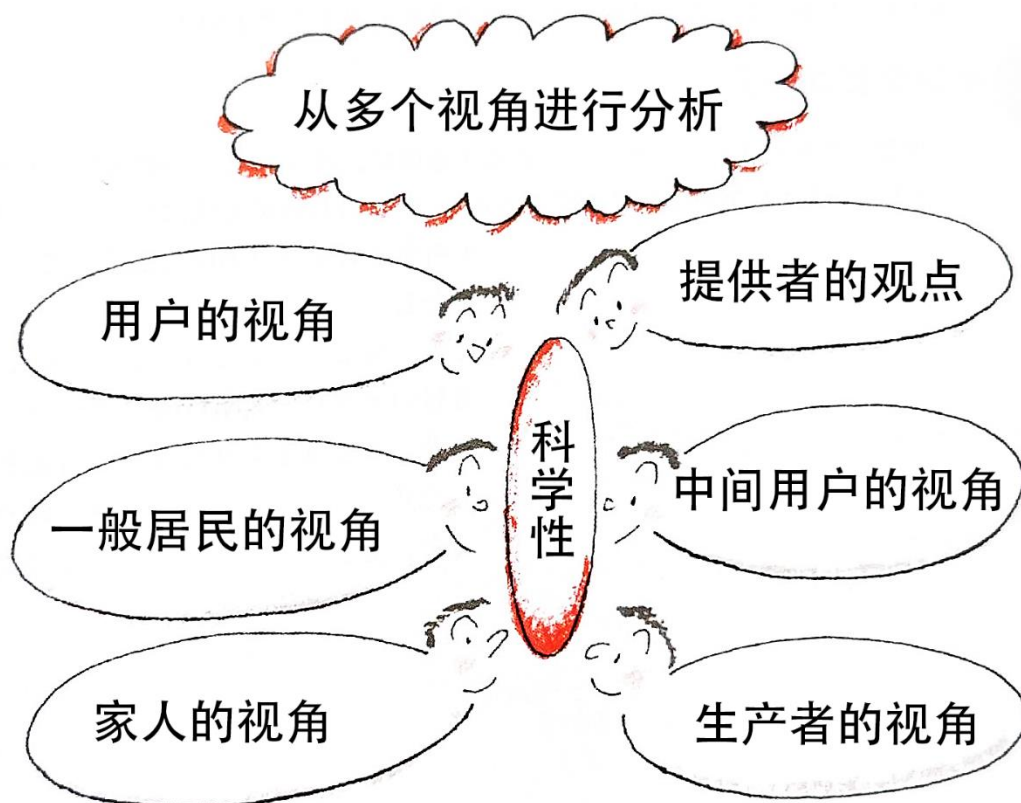 从多个视角进行分析
用户的视角
提供者的观点
科学性
一般居民的视角
中间用户的视角
家人的视角
生产者的视角